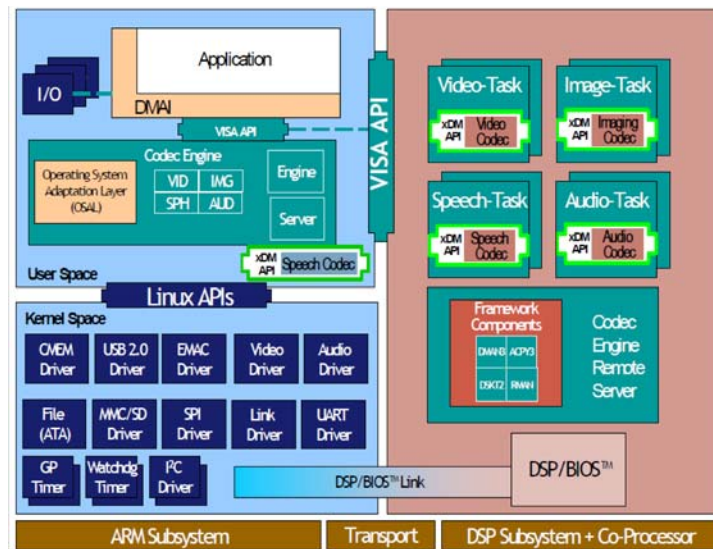 Application
I/O
DMAI
VISA API
Codec Engine
Operating System
Adaptation Layer
(OSAL)
VID
IMG
SPH
AUD
Engine
Server
xDM
API
Speech Codec
User Space
Linux APIs
Kernel Space
CMEM
Driver
USB 2.0
Driver
EMAC
Driver
Video
Driver
Audio
Driver
File
(ATA)
MMC/SD
Driver
SPI
Driver
Link
Driver
UART
Driver
GP
Timer
Watchdg
Timer
I²C
Driver
VISA API
Video-Task
xDM
API
Video
Codec
Image-Task
xDM
API
Imaging
Codec
Speech-Task
xDM
API
Speech
Codec
Audio-Task
xDM
API
Audio
Codec
Framework
Components
DMAN3
ACPY3
DSKT2
RMAN
Codec
Engine
Remote
Server
DSP/BIOS™ Link
DSP/BIOS™
ARM Subsystem
Transport
DSP Subsystem + Co-Processor